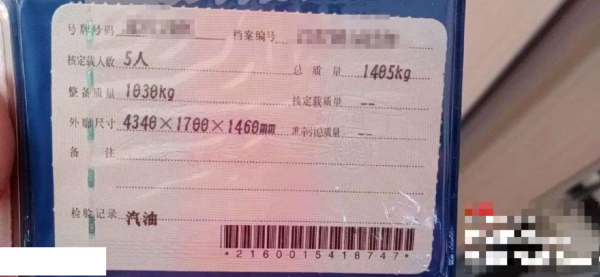 号牌号码 档案编号
核定载人数 5人 总质量 1405kg
整备质量 1030kg 核定载质量 --
外廓尺寸 4340×1700×1460mm 准牵引总质量 --
备注
检验记录 汽油
*2160015418747*